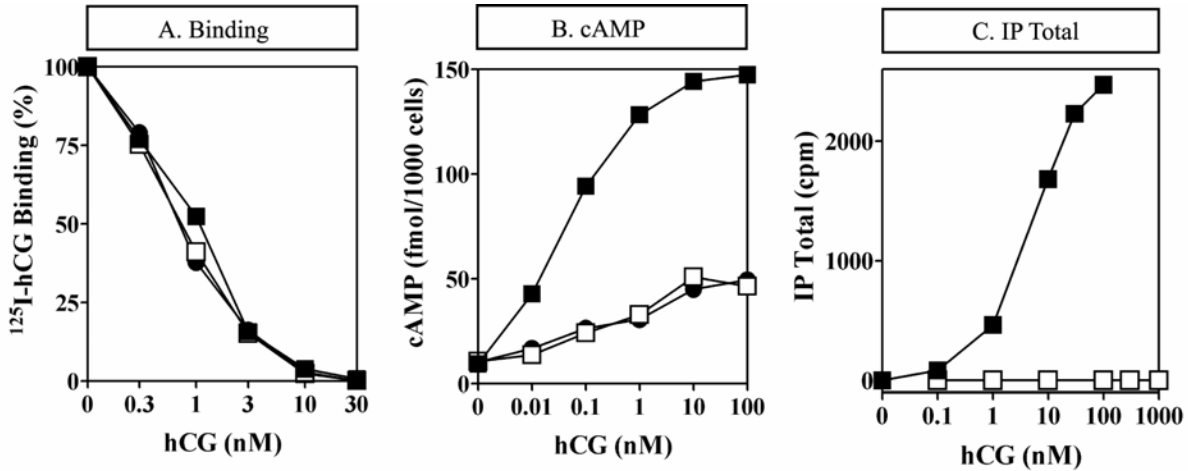 A. Binding
100
75
50
25
0
¹²⁵I-hCG Binding (%)
0 0.3 1 3 10 30
hCG (nM)
B. cAMP
150
100
50
0
cAMP (fmol/1000 cells)
0 0.01 0.1 1 10 100
hCG (nM)
C. IP Total
2000
1000
0
IP Total (cpm)
0 0.1 1 10 100 1000
hCG (nM)